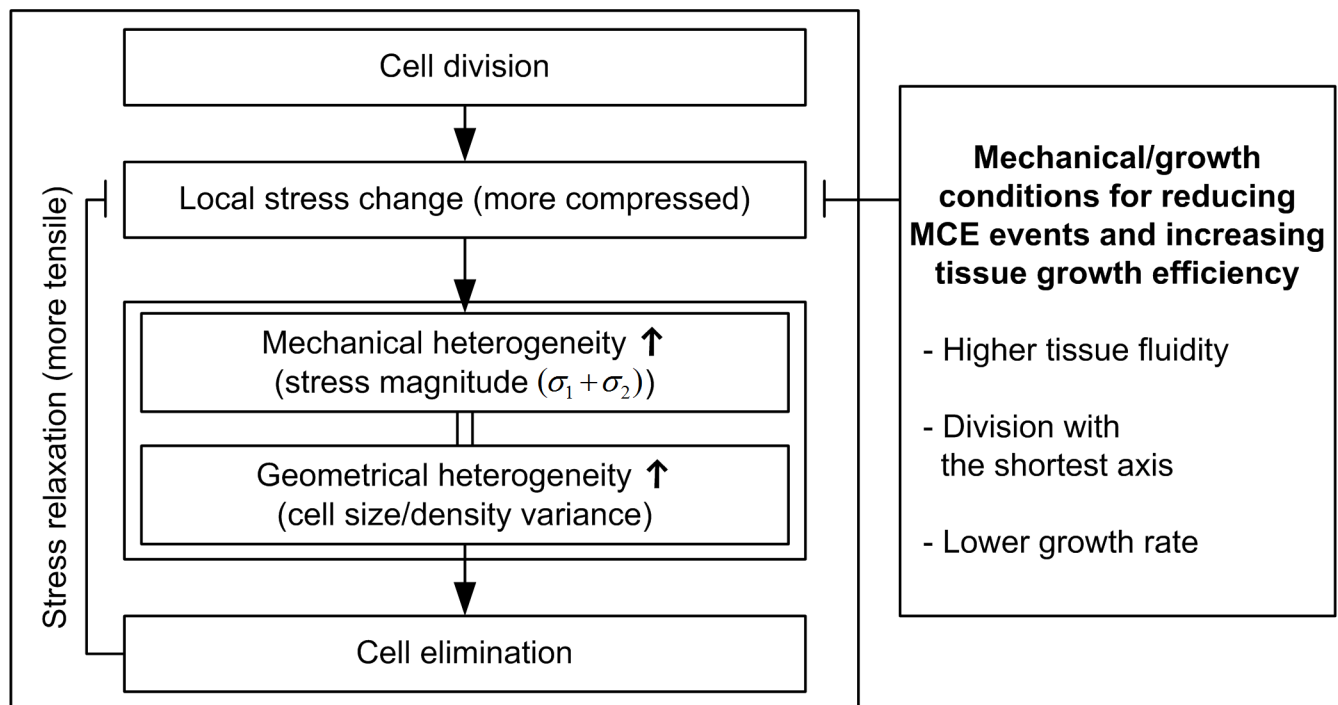 Cell division
Local stress change (more compressed)
Mechanical heterogeneity ↑
(stress magnitude (σ₁+σ₂))
Geometrical heterogeneity ↑
(cell size/density variance)
Cell elimination
Stress relaxation (more tensile)
Mechanical/growth
conditions for reducing
MCE events and increasing
tissue growth efficiency
- Higher tissue fluidity
- Division with
the shortest axis
- Lower growth rate